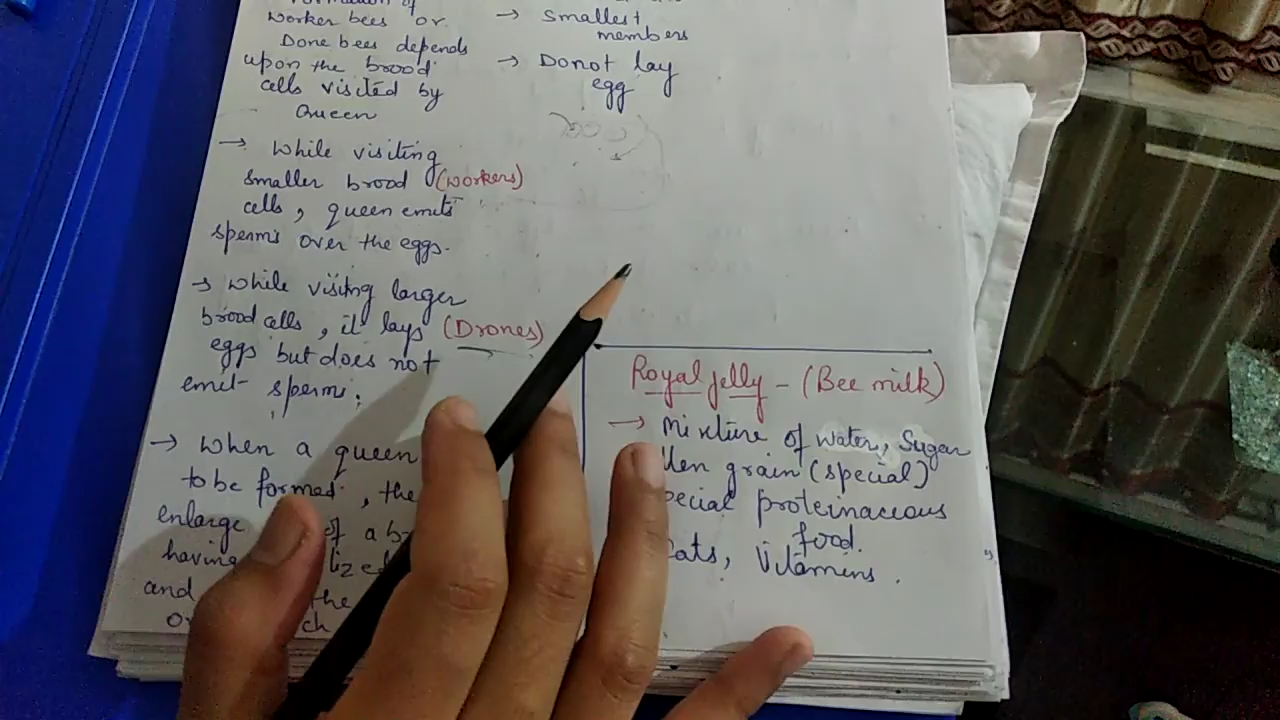 worker bees or
Done bees depends
upon the brood
cells visited by
Queen
→ While visiting
smaller brood (workers)
cells, queen emits
sperms over the eggs.
→ While visiting larger
brood cells, it lays (Drones)
eggs but does not
emit sperms.
→ When a queen
to be formed, the
enlarge of a
having
and the
→ Smallest
members
→ Donot lay
egg
Royal jelly - (Bee milk)
→ Mixture of water, Sugar
grain (special)
proteinaceous
food.
Vitamins.